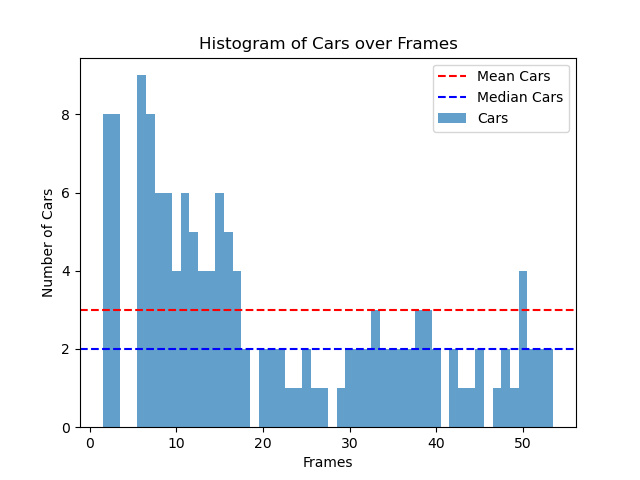 Histogram of Cars over Frames
Mean Cars
Median Cars
Cars
Number of Cars
8
6
4
2
0
0 10 20 30 40 50
Frames